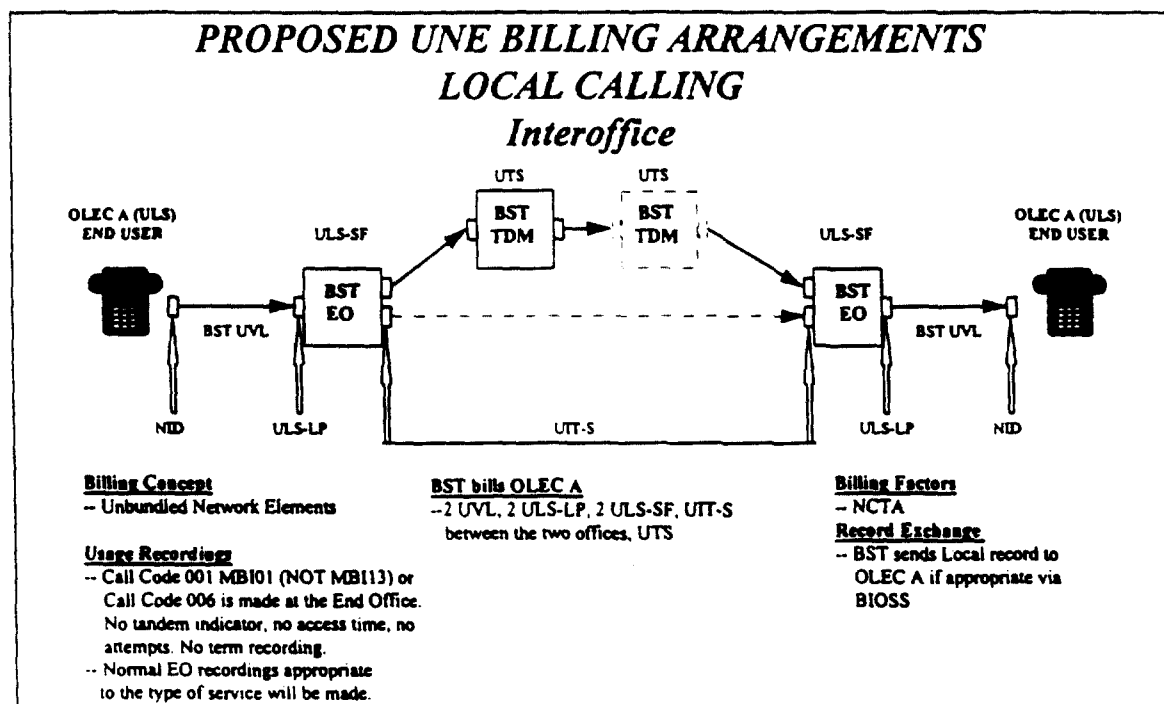 PROPOSED UNE BILLING ARRANGEMENTS
LOCAL CALLING
Interoffice
UTS
UTS
OLEC A (ULS)
END USER
ULS-SF
BST
TDM
BST
TDM
ULS-SF
OLEC A (ULS)
END USER
BST
EO
BST
EO
BST UVL
BST UVL
NID
ULS-LP
UTT-S
ULS-LP
NID
Billing Concept
-- Unbundled Network Elements
Usage Recordings
-- Call Code 001 MBI01 (NOT MBI13) or
Call Code 006 is made at the End Office.
No tandem indicator, no access time, no
attempts. No term recording.
-- Normal EO recordings appropriate
to the type of service will be made.
BST bills OLEC A
--2 UVL, 2 ULS-LP, 2 ULS-SF, UTT-S
between the two offices, UTS
Billing Factors
-- NCTA
Record Exchange
-- BST sends Local record to
OLEC A if appropriate via
BIOSS